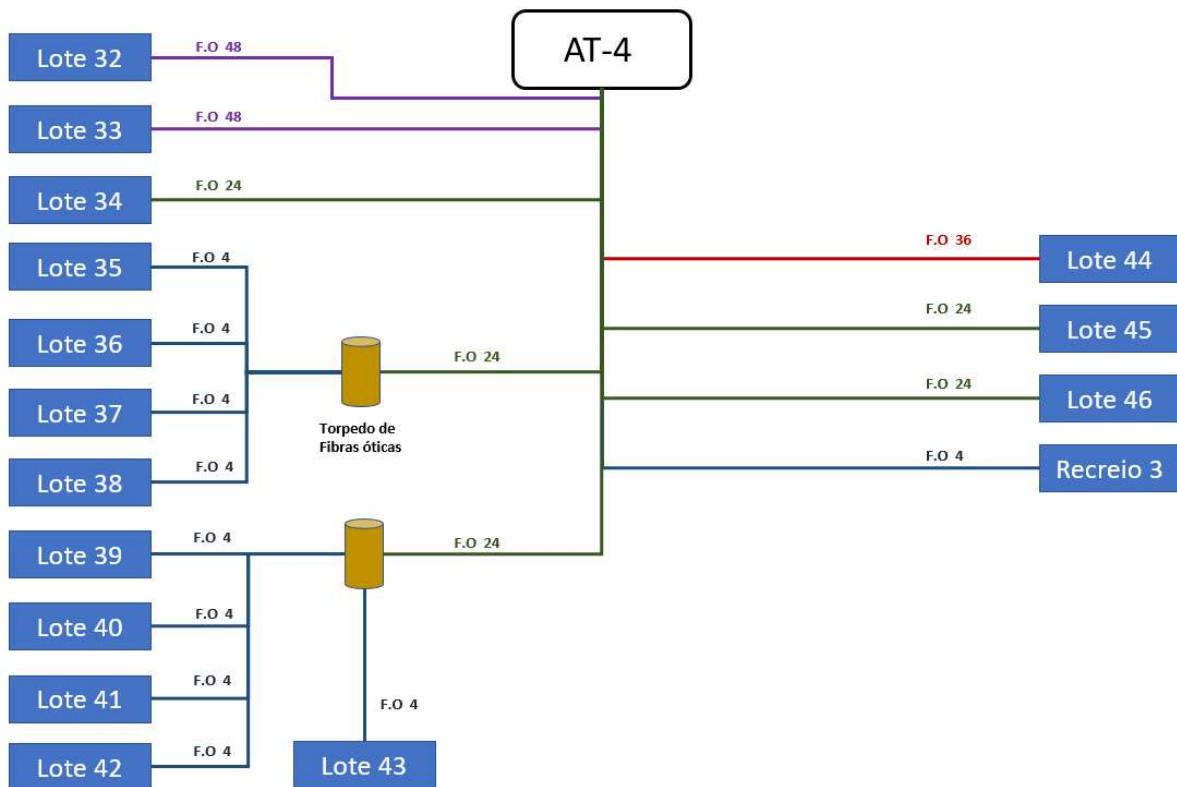 AT-4
Lote 32
F.O 48
Lote 33
F.O 48
Lote 34
F.O 24
Lote 35
F.O 4
Lote 36
F.O 4
Lote 37
F.O 4
Lote 38
F.O 4
Torpedo de
Fibras óticas
F.O 24
Lote 39
F.O 4
Lote 40
F.O 4
Lote 41
F.O 4
Lote 42
F.O 4
F.O 24
F.O 4
Lote 43
F.O 36
Lote 44
F.O 24
Lote 45
F.O 24
Lote 46
F.O 4
Recreio 3